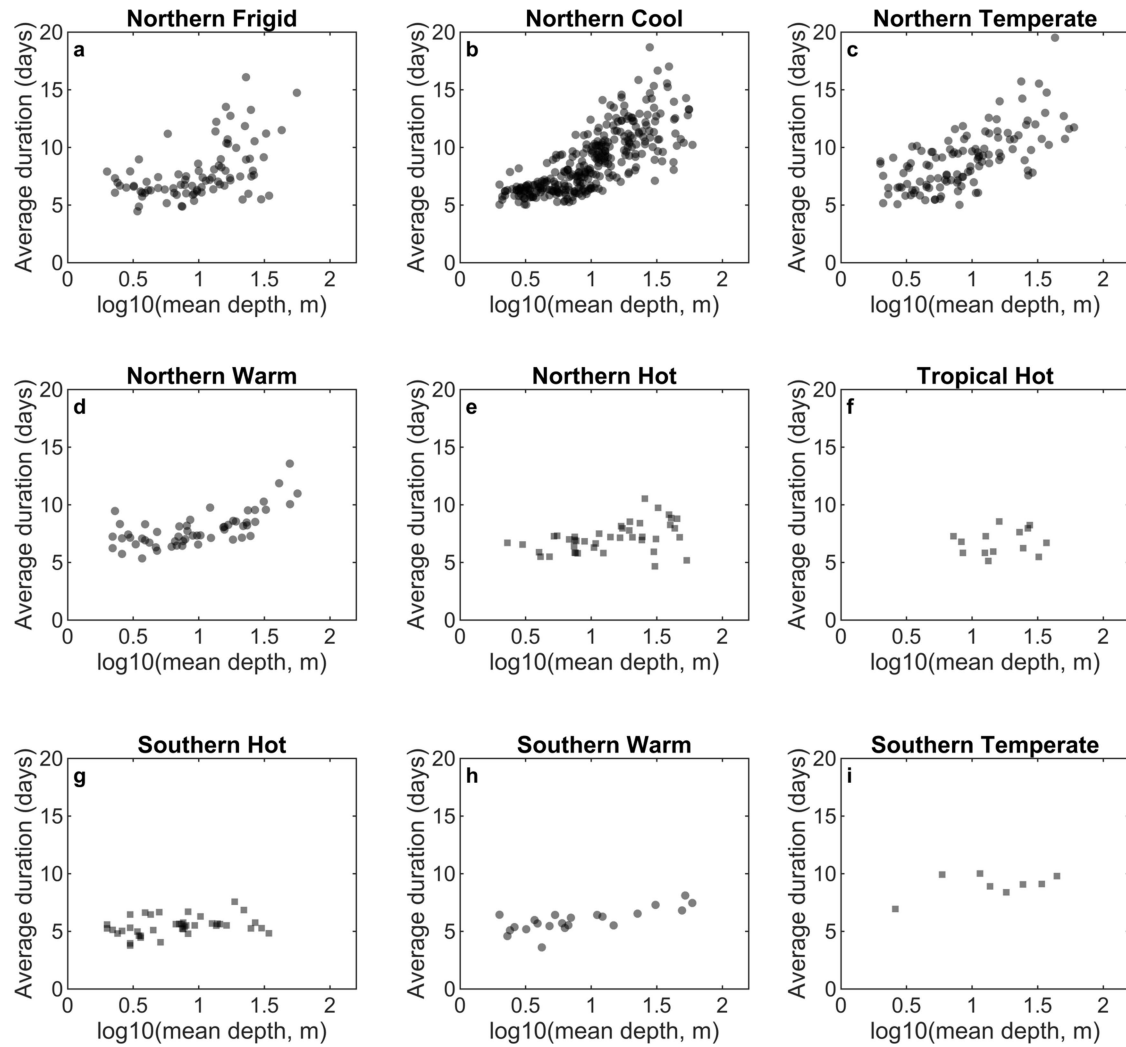 Northern Frigid
a
20
15
10
5
0
Average duration (days)
0 0.5 1 1.5 2
log10(mean depth, m)
Northern Cool
b
20
15
10
5
0
Average duration (days)
0 0.5 1 1.5 2
log10(mean depth, m)
Northern Temperate
c
20
15
10
5
0
Average duration (days)
0 0.5 1 1.5 2
log10(mean depth, m)
Northern Warm
d
20
15
10
5
0
Average duration (days)
0 0.5 1 1.5 2
log10(mean depth, m)
Northern Hot
e
20
15
10
5
0
Average duration (days)
0 0.5 1 1.5 2
log10(mean depth, m)
Tropical Hot
f
20
15
10
5
0
Average duration (days)
0 0.5 1 1.5 2
log10(mean depth, m)
Southern Hot
g
20
15
10
5
0
Average duration (days)
0 0.5 1 1.5 2
log10(mean depth, m)
Southern Warm
h
20
15
10
5
0
Average duration (days)
0 0.5 1 1.5 2
log10(mean depth, m)
Southern Temperate
i
20
15
10
5
0
Average duration (days)
0 0.5 1 1.5 2
log10(mean depth, m)